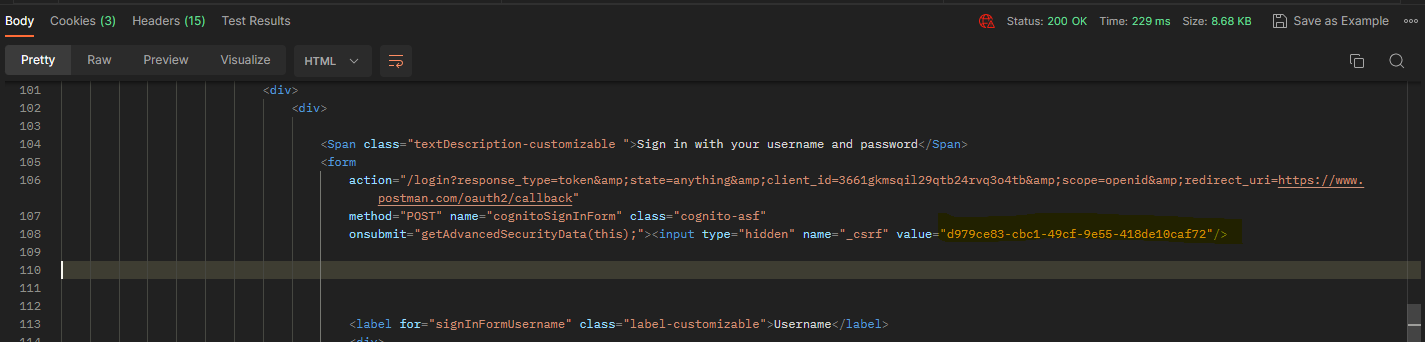 Body Cookies (3) Headers (15) Test Results Status: 200 OK Time: 229 ms Size: 8.68 KB Save as Example
Pretty Raw Preview Visualize HTML
101 <div>
102 <div>
103
104 <Span class="textDescription-customizable ">Sign in with your username and password</Span>
105 <form
106 action="/login?response_type=token&amp;state=anything&amp;client_id=3661gkmsqil29qtb24rvq3o4tb&amp;scope=openid&amp;redirect_uri=https://www.
postman.com/oauth2/callback"
107 method="POST" name="cognitoSignInForm" class="cognito-asf"
108 onsubmit="getAdvancedSecurityData(this);"><input type="hidden" name="_csrf" value="d979ce83-cbc1-49cf-9e55-418de10caf72"/>
109
110
111
112
113 <label for="signInFormUsername" class="label-customizable">Username</label>
114 <div>